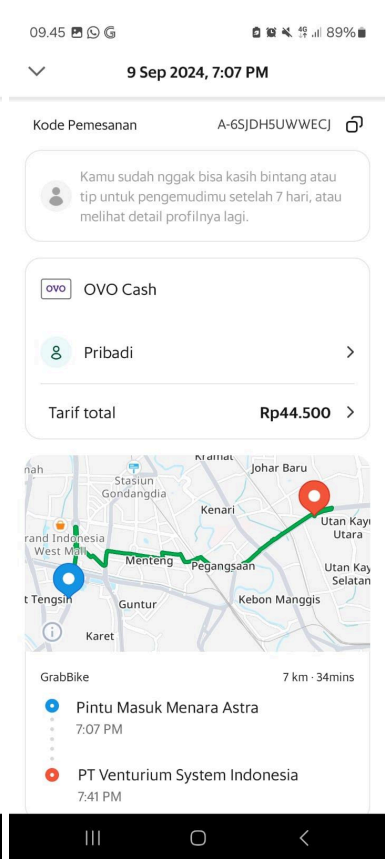 09.45 G 4G 89%
9 Sep 2024, 7:07 PM
Kode Pemesanan A-6SJDH5UWWECJ
Kamu sudah nggak bisa kasih bintang atau
tip untuk pengemudimu setelah 7 hari, atau
melihat detail profilnya lagi.
OVO OVO Cash
Pribadi
Tarif total Rp44.500
Kramat
nah Johar Baru
Stasiun
Gondangdia
Kenari
Utan Kayu
Utara
rand Indonesia
West Mall
Menteng Pegangsaan
Utan Kay
Selatan
t Tengsin Guntur Kebon Manggis
Karet
GrabBike 7 km · 34mins
Pintu Masuk Menara Astra
7:07 PM
PT Venturium System Indonesia
7:41 PM